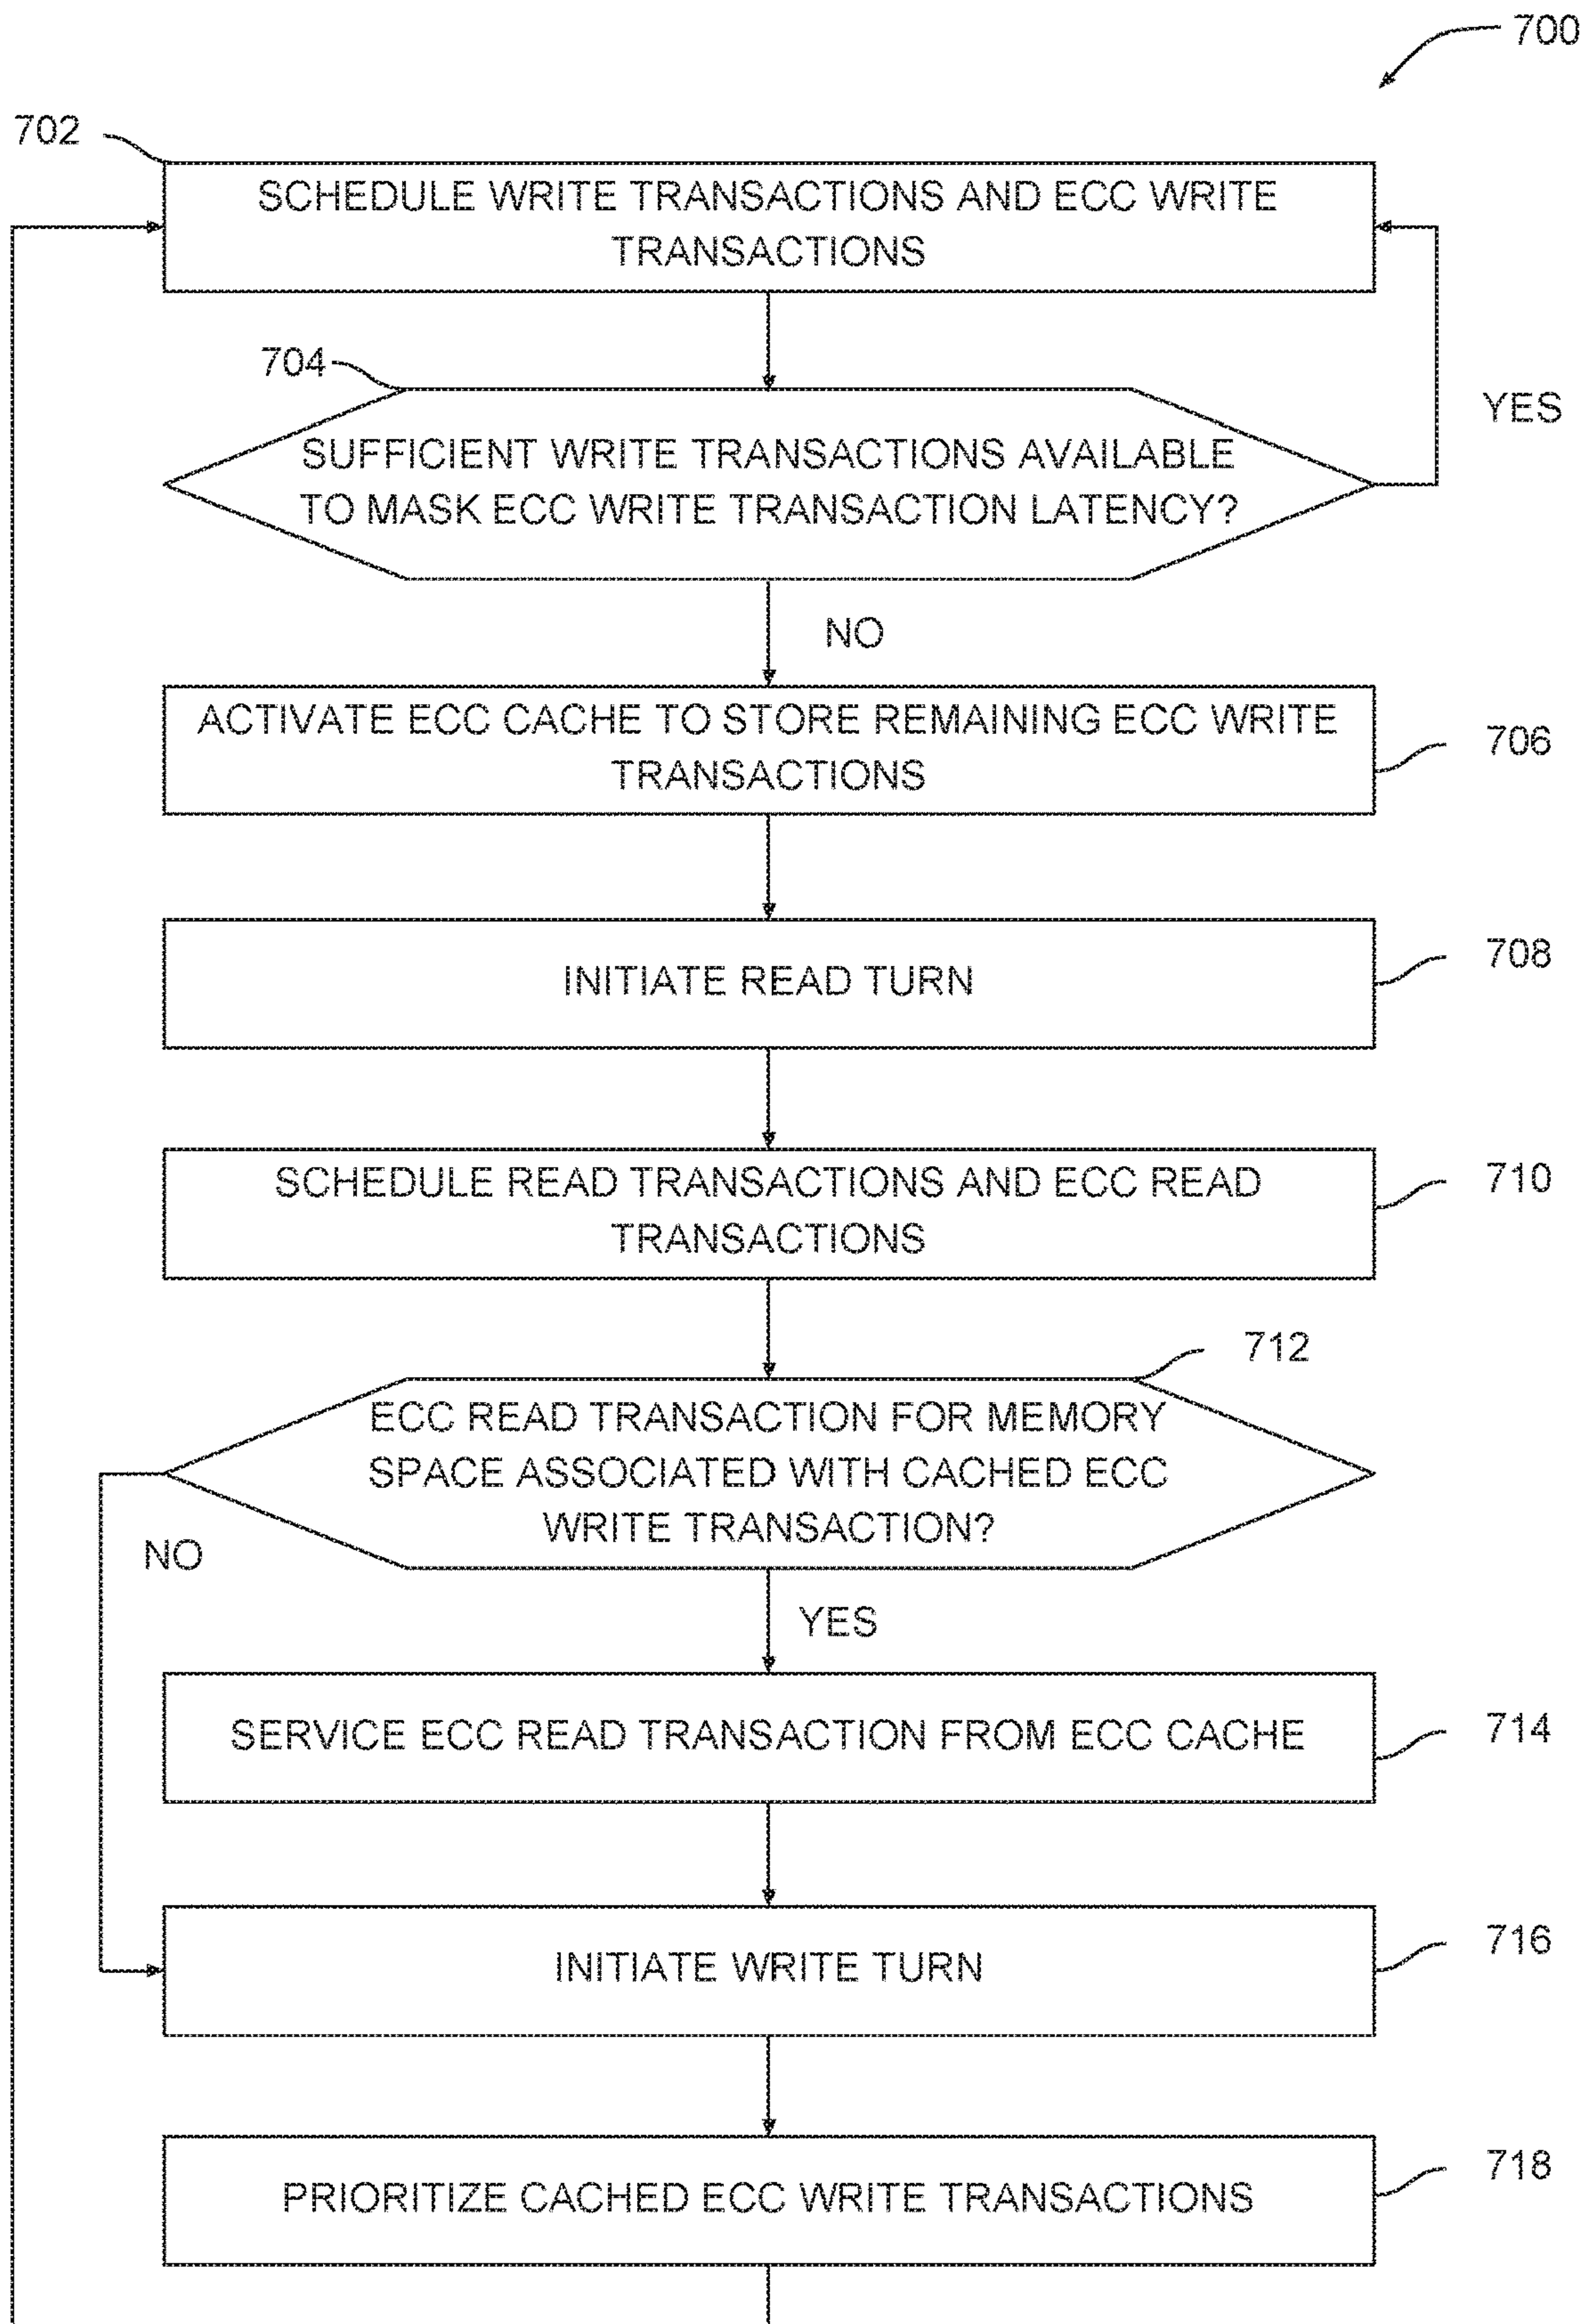 700
702
SCHEDULE WRITE TRANSACTIONS AND ECC WRITE
TRANSACTIONS
704
SUFFICIENT WRITE TRANSACTIONS AVAILABLE
TO MASK ECC WRITE TRANSACTION LATENCY?
YES
NO
ACTIVATE ECC CACHE TO STORE REMAINING ECC WRITE
TRANSACTIONS
706
INITIATE READ TURN
708
SCHEDULE READ TRANSACTIONS AND ECC READ
TRANSACTIONS
710
712
ECC READ TRANSACTION FOR MEMORY
SPACE ASSOCIATED WITH CACHED ECC
WRITE TRANSACTION?
NO
YES
SERVICE ECC READ TRANSACTION FROM ECC CACHE
714
INITIATE WRITE TURN
716
PRIORITIZE CACHED ECC WRITE TRANSACTIONS
718